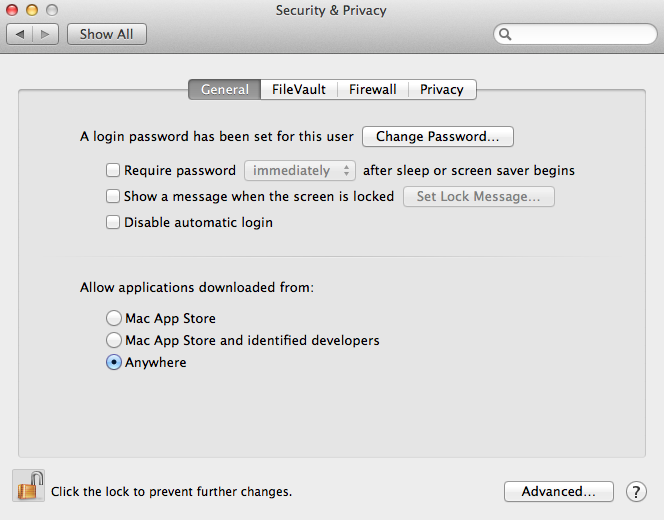 Security & Privacy
Show All
General FileVault Firewall Privacy
A login password has been set for this user Change Password...
Require password immediately after sleep or screen saver begins
Show a message when the screen is locked Set Lock Message...
Disable automatic login
Allow applications downloaded from:
Mac App Store
Mac App Store and identified developers
Anywhere
Click the lock to prevent further changes. Advanced... ?